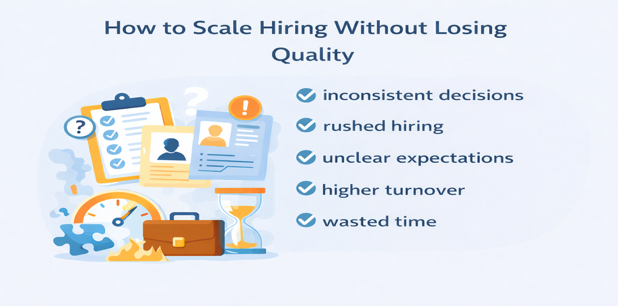 How to Scale Hiring Without Losing
Quality
inconsistent decisions
rushed hiring
unclear expectations
higher turnover
wasted time
?
?
!